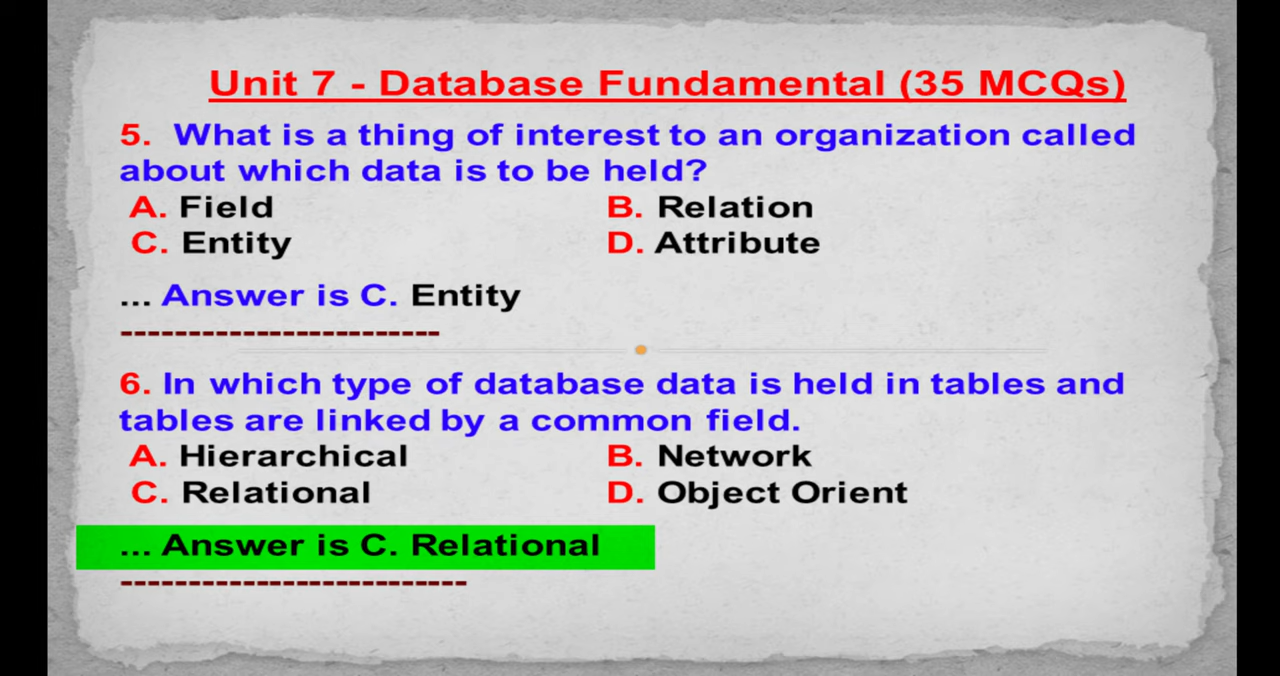 Unit 7 - Database Fundamental (35 MCQs)
5. What is a thing of interest to an organization called
about which data is to be held?
A. Field B. Relation
C. Entity D. Attribute
... Answer is C. Entity
------------------------
6. In which type of database data is held in tables and
tables are linked by a common field.
A. Hierarchical B. Network
C. Relational D. Object Orient
... Answer is C. Relational
--------------------------